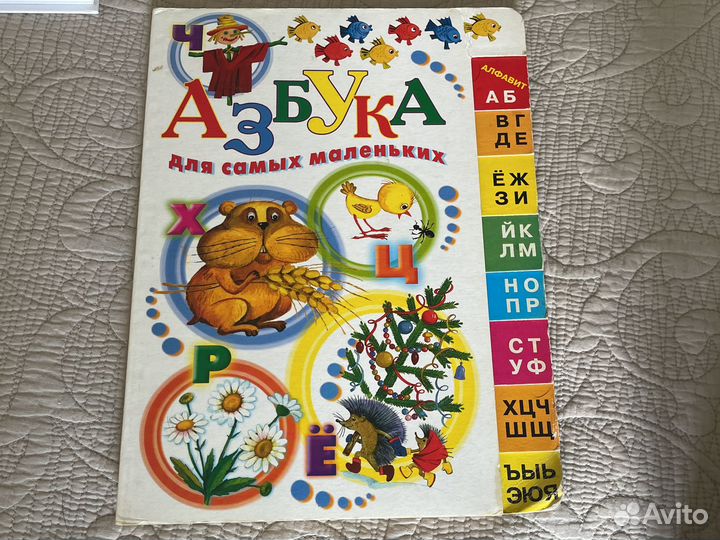 Ч
АЗБУКА
для самых маленьких
Х
Ц
Р
Ё
АЛФАВИТ
АБ
ВГ
ДЕ
ЁЖ
ЗИ
ЙК
ЛМ
НО
ПР
СТ
УФ
ХЦЧ
ШЩ
ЪЫЬ
ЭЮЯ
Avito